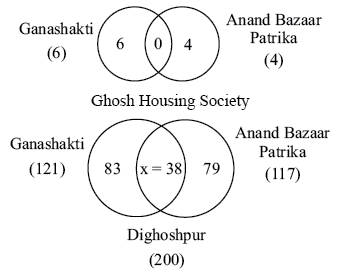 Ganashakti
(6)
6 0 4
Anand Bazaar
Patrika
(4)
Ghosh Housing Society
Ganashakti
(121)
83 x = 38 79
Anand Bazaar
Patrika
(117)
Dighoshpur
(200)